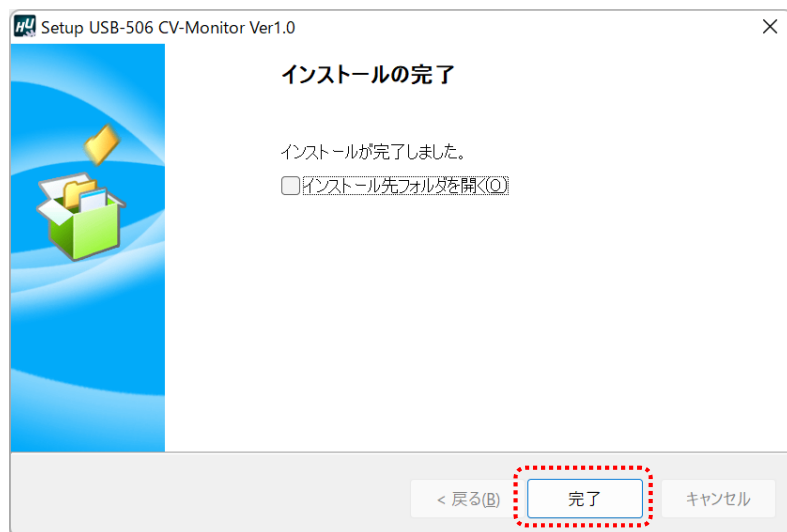 HU Setup USB-506 CV-Monitor Ver1.0
インストールの完了
インストールが完了しました。
インストール先フォルダを開く(O)
< 戻る(B) 完了 キャンセル